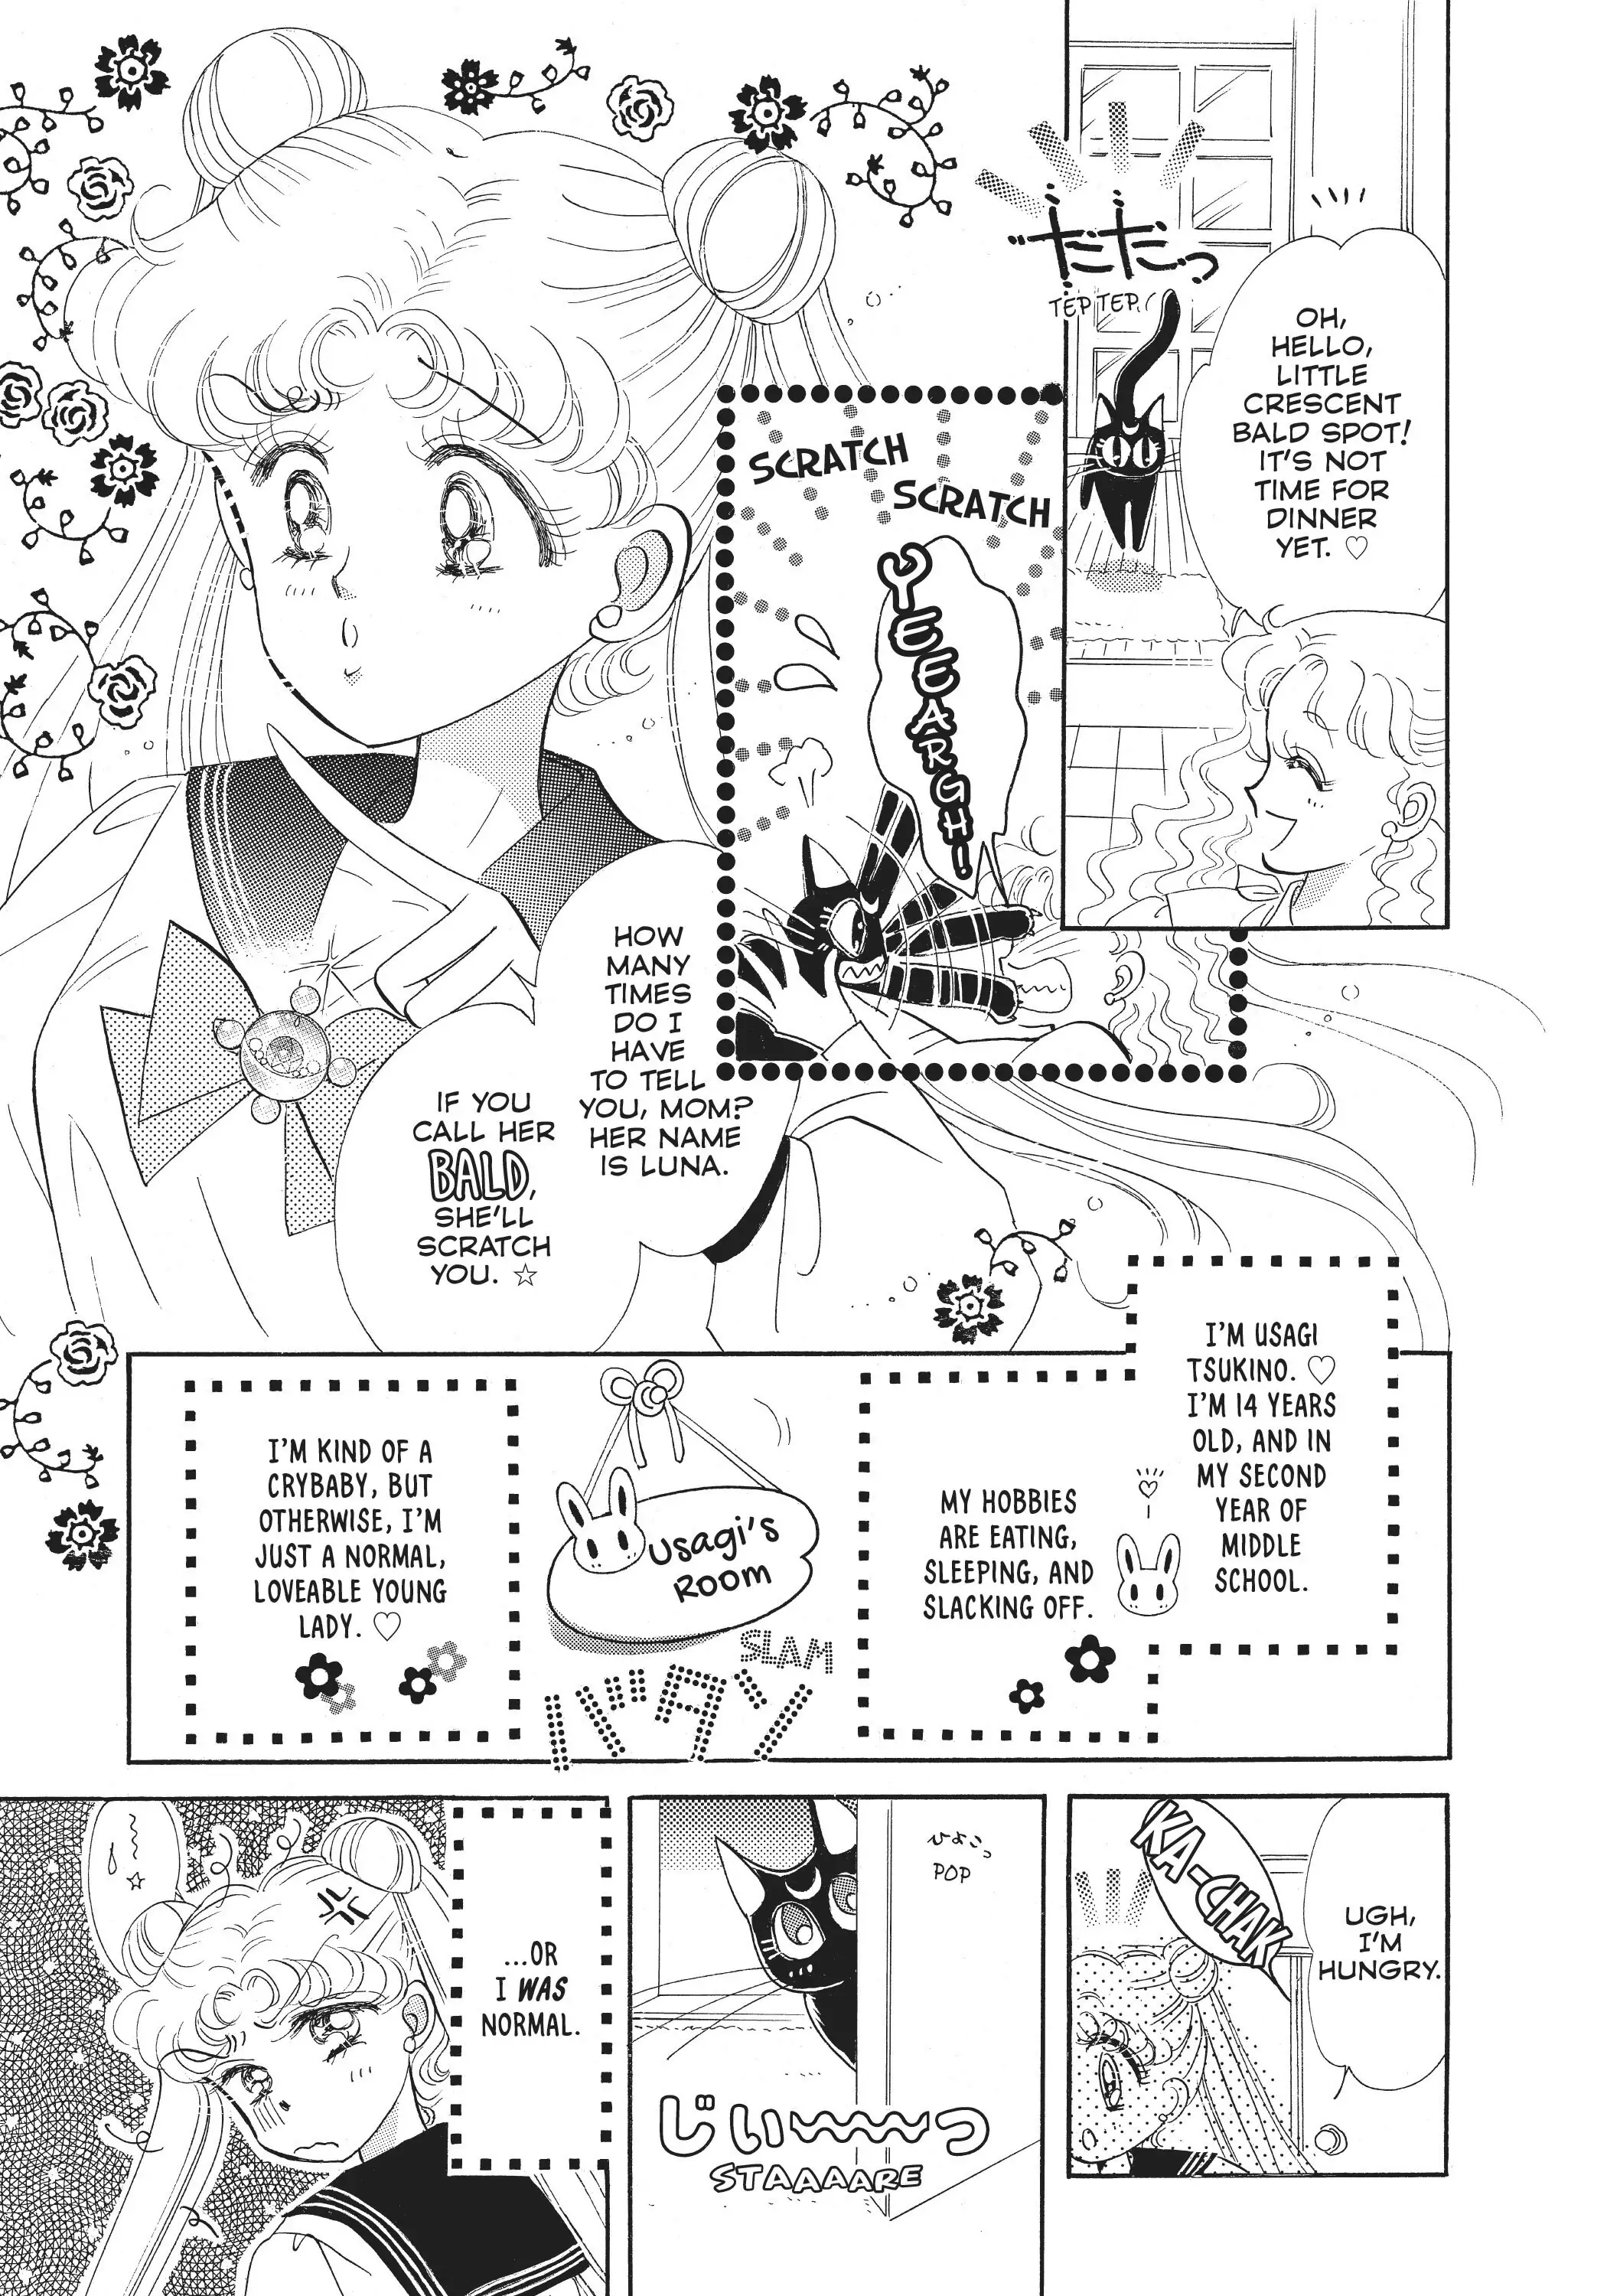 だだっ
TEP TEP
OH,
HELLO,
LITTLE
CRESCENT
BALD SPOT!
IT'S NOT
TIME FOR
DINNER
YET. ♡
SCRATCH
SCRATCH
YEEEARGH!
HOW
MANY
TIMES
DO I
HAVE
TO TELL
YOU, MOM?
HER NAME
IS LUNA.
IF YOU
CALL HER
BALD,
SHE'LL
SCRATCH
YOU. ☆
I'M USAGI
TSUKINO. ♡
I'M 14 YEARS
OLD, AND IN
MY SECOND
YEAR OF
MIDDLE
SCHOOL.
MY HOBBIES
ARE EATING,
SLEEPING, AND
SLACKING OFF.
Usagi's
Room
SLAM
バタン
I'M KIND OF A
CRYBABY, BUT
OTHERWISE, I'M
JUST A NORMAL,
LOVEABLE YOUNG
LADY. ♡
KA-CHAK
UGH,
I'M
HUNGRY.
ひょこっ
POP
じぃ〜〜〜っ
STAAAARE
...OR
I WAS
NORMAL.